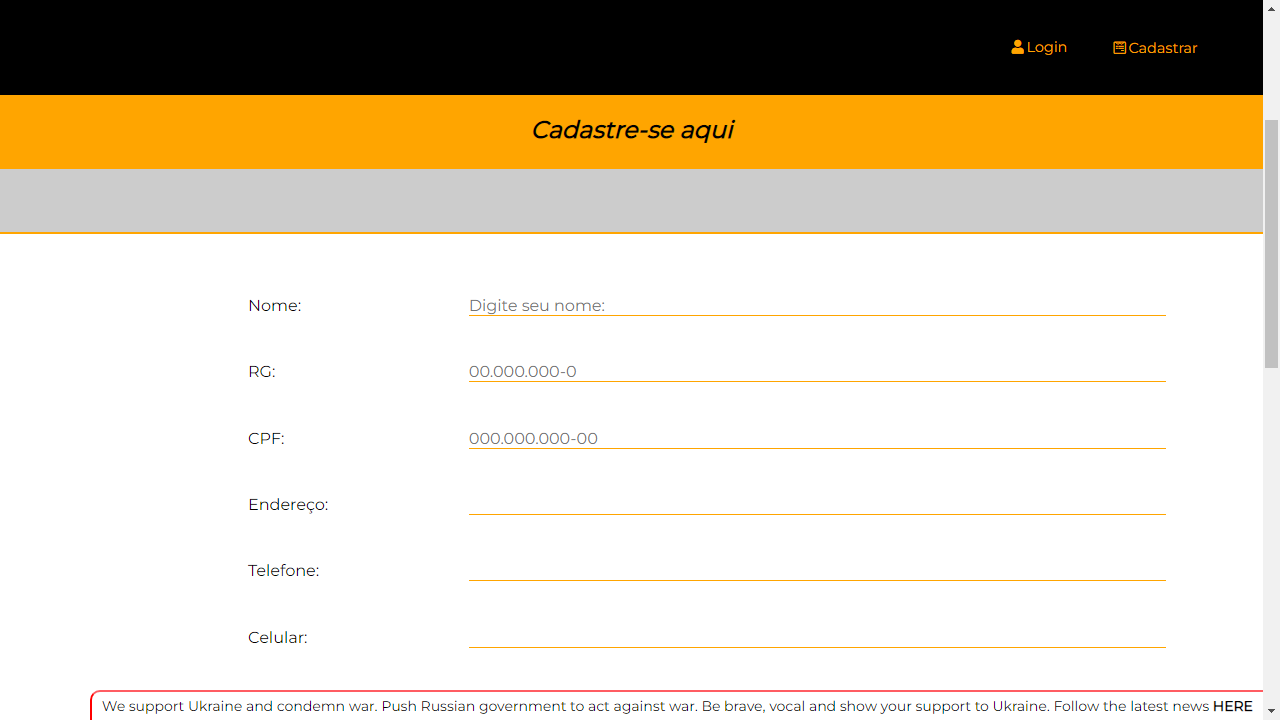 Login
Cadastrar
Cadastre-se aqui
Nome: Digite seu nome:
RG: 00.000.000-0
CPF: 000.000.000-00
Endereço:
Telefone:
Celular:
We support Ukraine and condemn war. Push Russian government to act against war. Be brave, vocal and show your support to Ukraine. Follow the latest news HERE